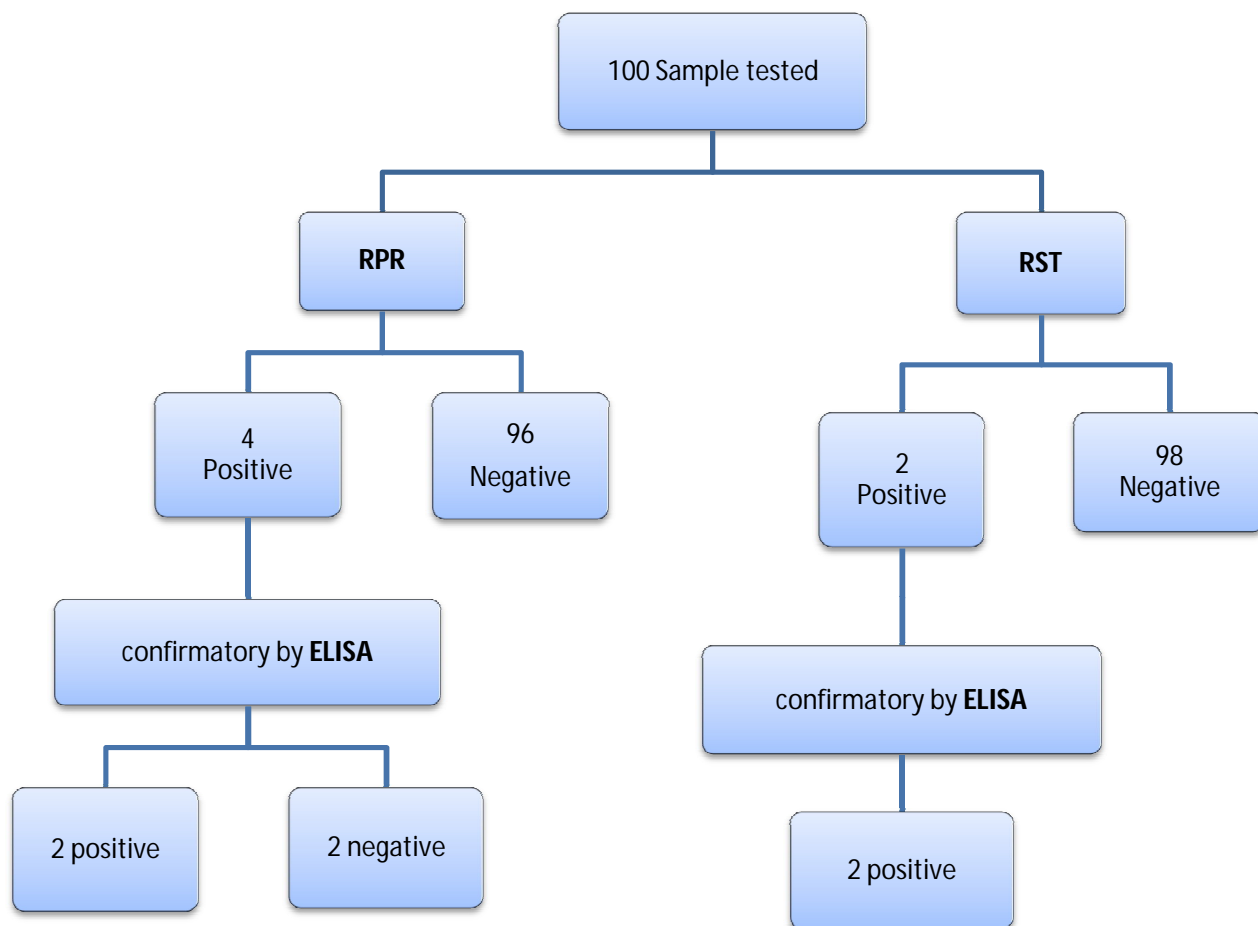 100 Sample tested
RPR
RST
4
Positive
96
Negative
2
Positive
98
Negative
confirmatory by ELISA
confirmatory by ELISA
2 positive
2 negative
2 positive